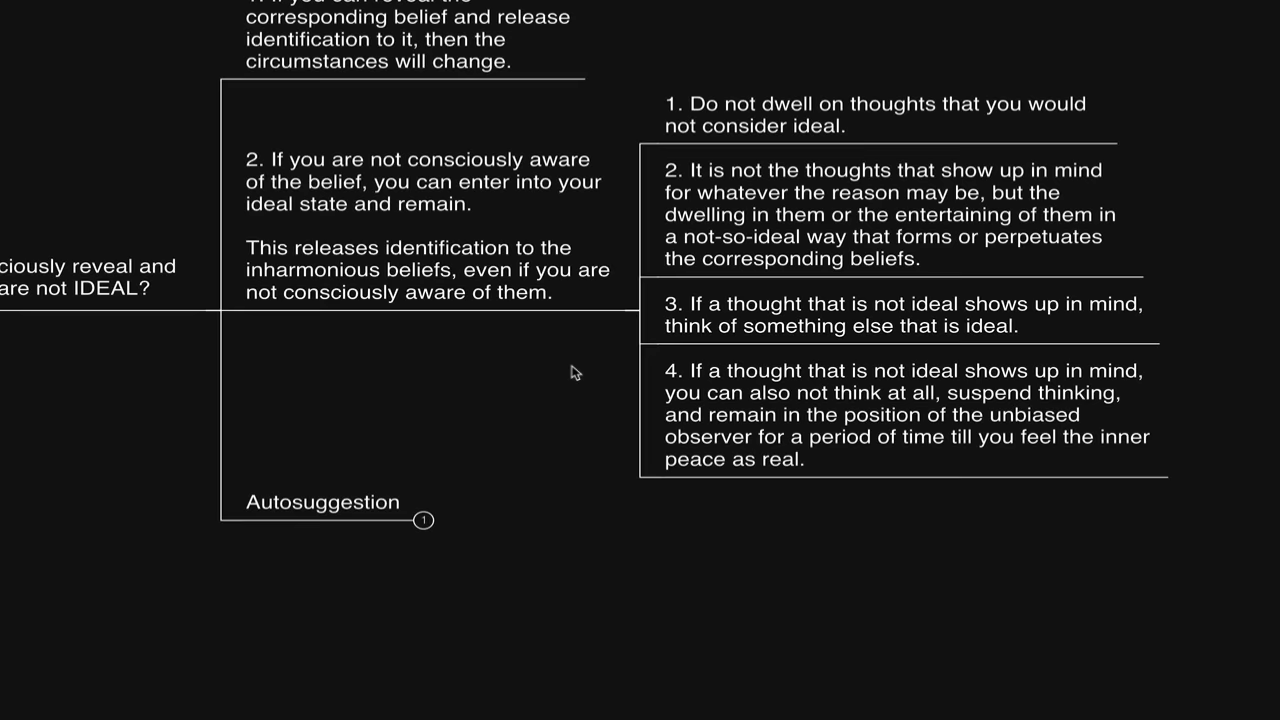 1. If you can reveal the
corresponding belief and release
identification to it, then the
circumstances will change.
2. If you are not consciously aware
of the belief, you can enter into your
ideal state and remain.
This releases identification to the
inharmonious beliefs, even if you are
not consciously aware of them.
ciously reveal and
are not IDEAL?
1. Do not dwell on thoughts that you would
not consider ideal.
2. It is not the thoughts that show up in mind
for whatever the reason may be, but the
dwelling in them or the entertaining of them in
a not-so-ideal way that forms or perpetuates
the corresponding beliefs.
3. If a thought that is not ideal shows up in mind,
think of something else that is ideal.
4. If a thought that is not ideal shows up in mind,
you can also not think at all, suspend thinking,
and remain in the position of the unbiased
observer for a period of time till you feel the inner
peace as real.
Autosuggestion
1